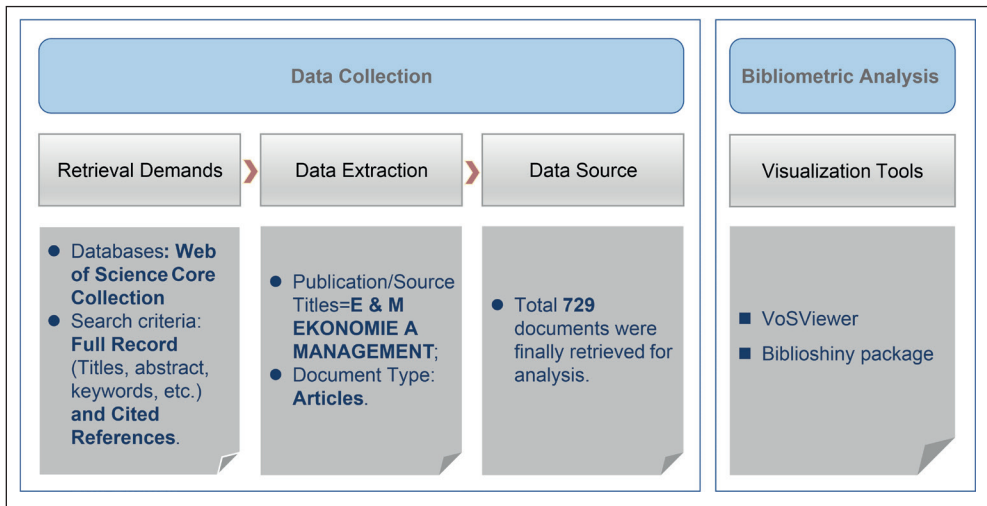 Data Collection
Bibliometric Analysis
Retrieval Demands
Data Extraction
Data Source
Visualization Tools
● Databases: Web
of Science Core
Collection
● Search criteria:
Full Record
(Titles, abstract,
keywords, etc.)
and Cited
References.
● Publication/Source
Titles=E & M
EKONOMIE A
MANAGEMENT;
● Document Type:
Articles.
● Total 729
documents were
finally retrieved for
analysis.
■ VoSViewer
■ Biblioshiny package